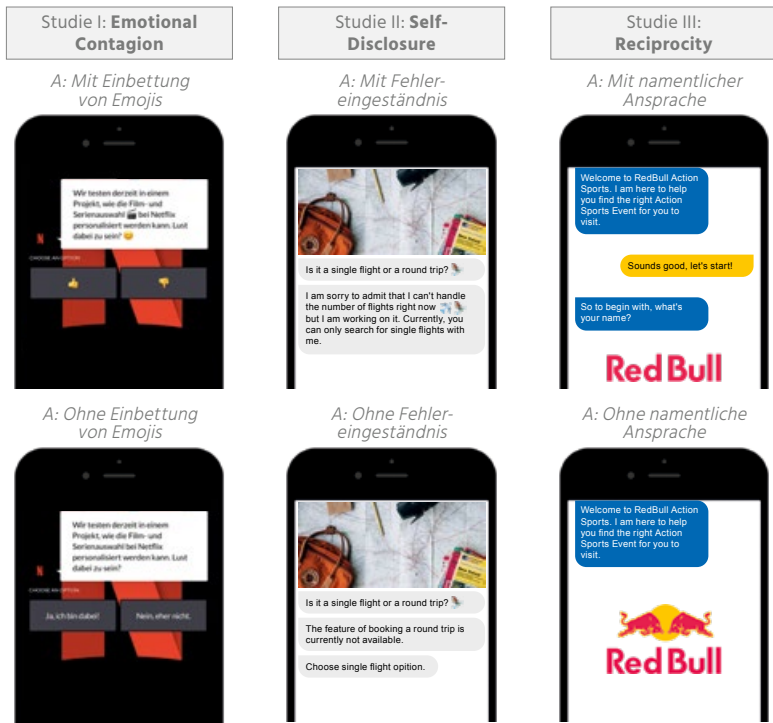 Studie I: Emotional
Contagion
Studie II: Self-
Disclosure
Studie III:
Reciprocity
A: Mit Einbettung
von Emojis
A: Mit Fehler-
eingeständnis
A: Mit namentlicher
Ansprache
Wir testen derzeit in einem
Projekt, wie die Film- und
Serienauswahl 🎬 bei Netflix
personalisiert werden kann. Lust
dabei zu sein? 😊
N
CHOOSE AN OPTION
👍
👎
Is it a single flight or a round trip?
I am sorry to admit that I can't handle
the number of flights right now
but I am working on it. Currently, you
can only search for single flights with
me.
Welcome to RedBull Action
Sports. I am here to help
you find the right Action
Sports Event for you to
visit.
Sounds good, let's start!
So to begin with, what's
your name?
Red Bull
A: Ohne Einbettung
von Emojis
A: Ohne Fehler-
eingeständnis
A: Ohne namentliche
Ansprache
Wir testen derzeit in einem
Projekt, wie die Film- und
Serienauswahl bei Netflix
personalisiert werden kann. Lust
dabei zu sein?
N
CHOOSE AN OPTION
Ja, ich bin dabei!
Nein, eher nicht.
Is it a single flight or a round trip?
The feature of booking a round trip is
currently not available.
Choose single flight opition.
Welcome to RedBull Action
Sports. I am here to help
you find the right Action
Sports Event for you to
visit.
Red Bull